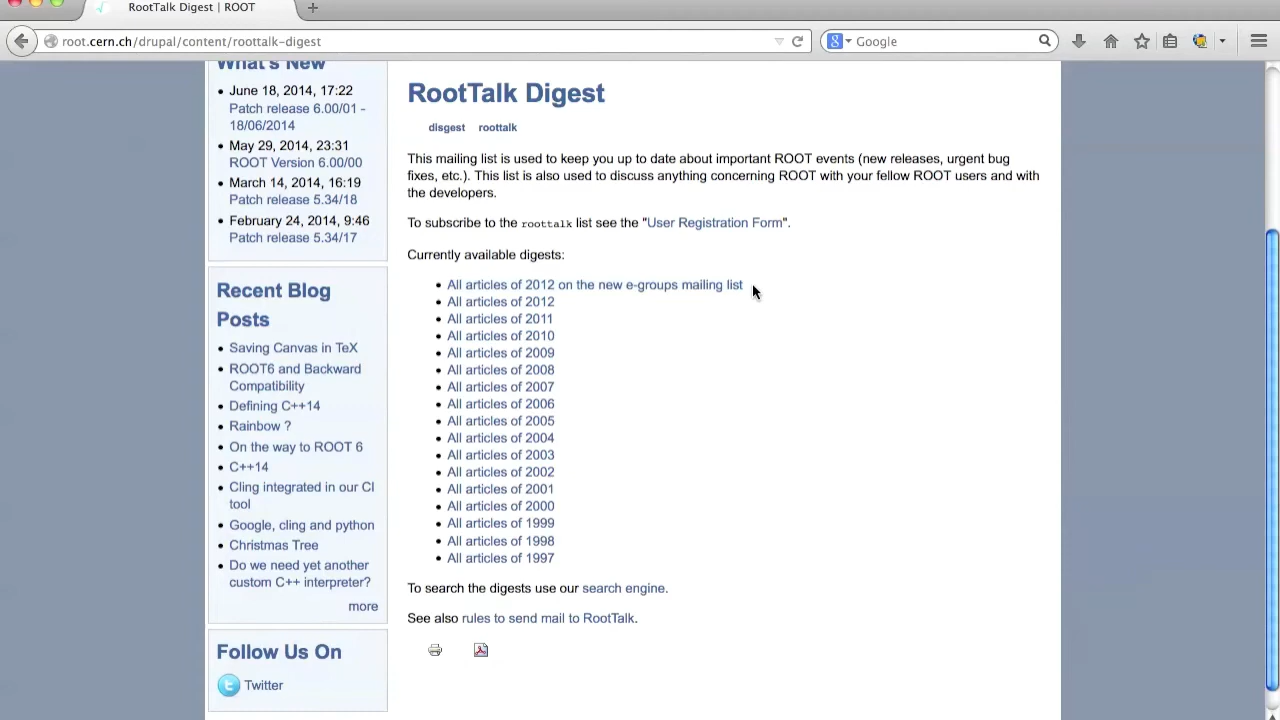 RootTalk Digest | ROOT
root.cern.ch/drupal/content/roottalk-digest
Google
What's New
June 18, 2014, 17:22
Patch release 6.00/01 -
18/06/2014
May 29, 2014, 23:31
ROOT Version 6.00/00
March 14, 2014, 16:19
Patch release 5.34/18
February 24, 2014, 9:46
Patch release 5.34/17
Recent Blog
Posts
Saving Canvas in TeX
ROOT6 and Backward
Compatibility
Defining C++14
Rainbow ?
On the way to ROOT 6
C++14
Cling integrated in our CI
tool
Google, cling and python
Christmas Tree
Do we need yet another
custom C++ interpreter?
more
Follow Us On
Twitter
RootTalk Digest
disgest roottalk
This mailing list is used to keep you up to date about important ROOT events (new releases, urgent bug
fixes, etc.). This list is also used to discuss anything concerning ROOT with your fellow ROOT users and with
the developers.
To subscribe to the roottalk list see the "User Registration Form".
Currently available digests:
All articles of 2012 on the new e-groups mailing list
All articles of 2012
All articles of 2011
All articles of 2010
All articles of 2009
All articles of 2008
All articles of 2007
All articles of 2006
All articles of 2005
All articles of 2004
All articles of 2003
All articles of 2002
All articles of 2001
All articles of 2000
All articles of 1999
All articles of 1998
All articles of 1997
To search the digests use our search engine.
See also rules to send mail to RootTalk.